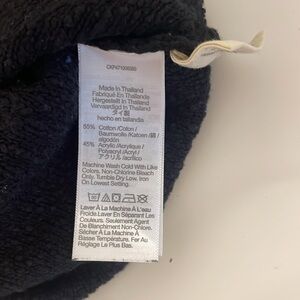 Made In Thailand
Fabriqué En Thaïlande
Hergestellt In Thailand
Vervaardigd In Thailand
タイ製
hecho en tailandia
55% Cotton /Coton /
Baumwolle /Katoen /綿 /
algodón
45% Acrylic /Acrylique /
Polyacryl /Acryl /
アクリル /acrílico
Machine Wash Cold With Like
Colors. Non-Chlorine Bleach
Only. Tumble Dry Low. Iron
On Lowest Setting.
Laver À La Machine À L'eau
Froide.Laver En Séparant Les
Couleurs. Seulement Agent
De Blanchiment Non-Chloré.
Sécher À La Machine À
Basse Température. Fer Au
Réglage Le Plus Bas.